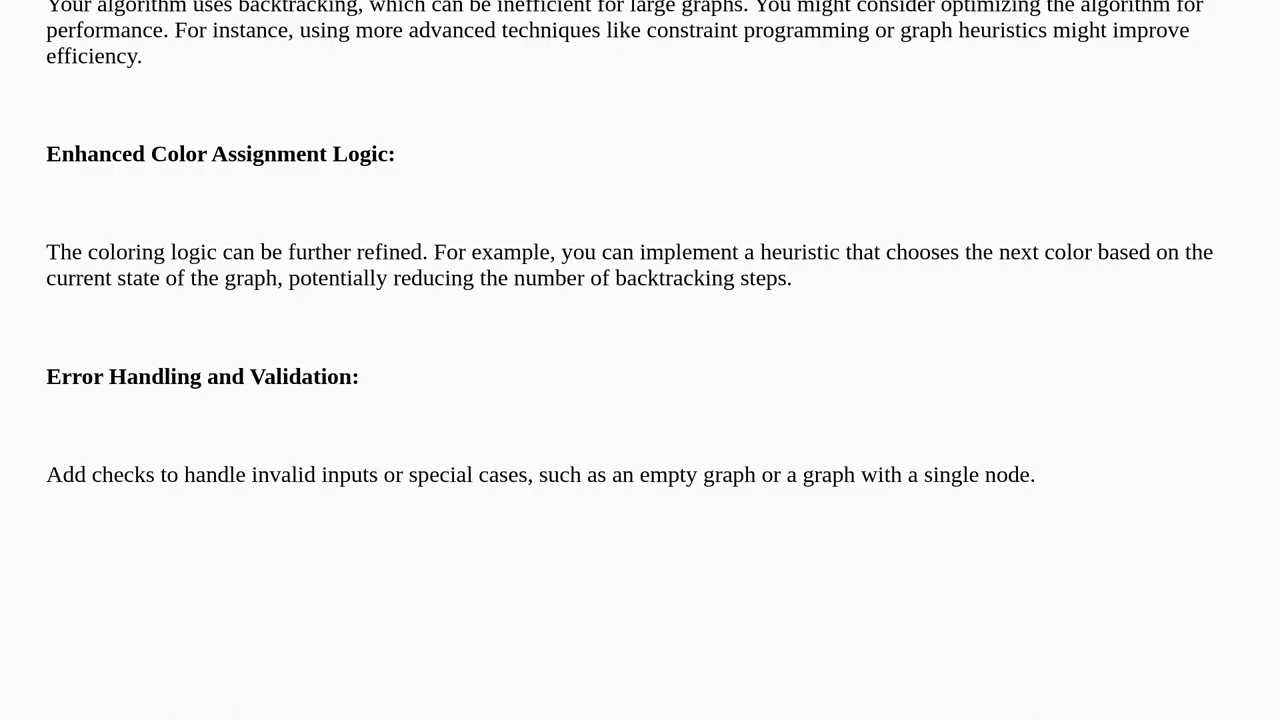 Your algorithm uses backtracking, which can be inefficient for large graphs. You might consider optimizing the algorithm for
performance. For instance, using more advanced techniques like constraint programming or graph heuristics might improve
efficiency.
Enhanced Color Assignment Logic:
The coloring logic can be further refined. For example, you can implement a heuristic that chooses the next color based on the
current state of the graph, potentially reducing the number of backtracking steps.
Error Handling and Validation:
Add checks to handle invalid inputs or special cases, such as an empty graph or a graph with a single node.